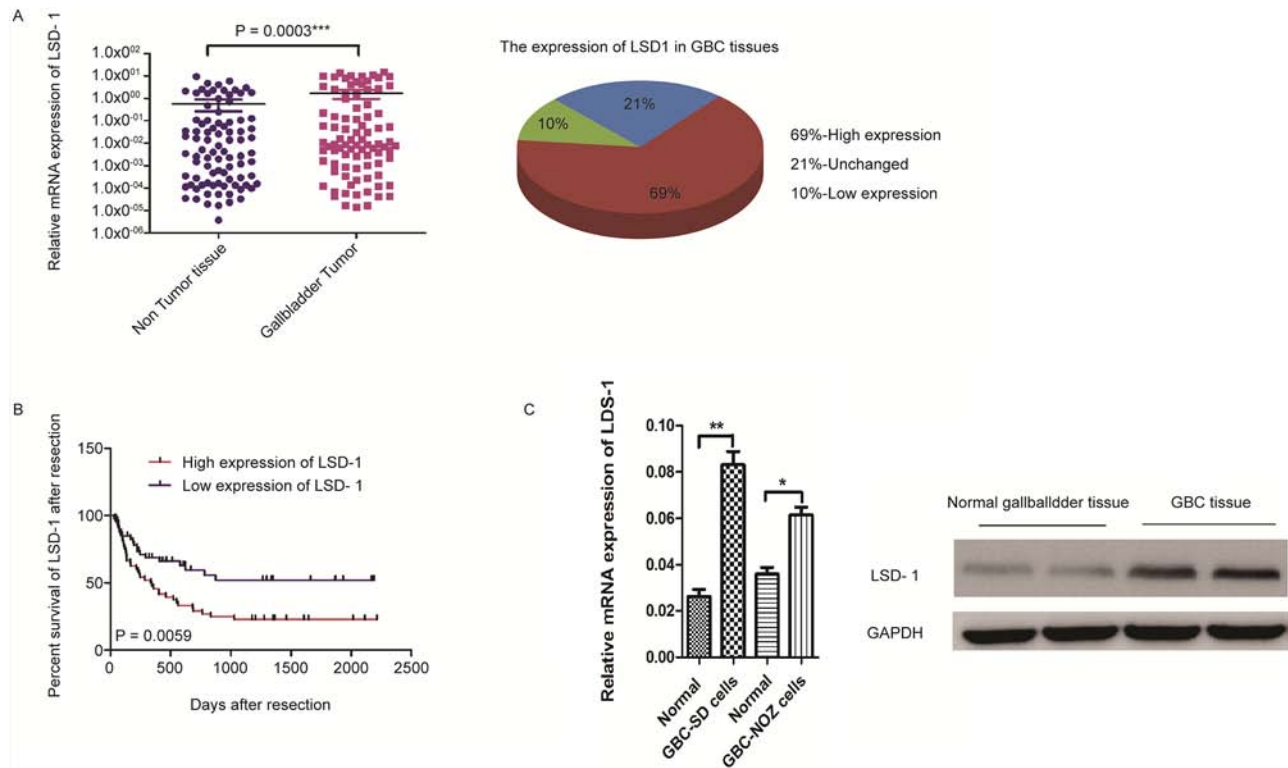 A
P = 0.0003***
Relative mRNA expression of LSD- 1
1.0x0⁰²
1.0x0⁰¹
1.0x0⁰⁰
1.0x0⁻⁰¹
1.0x0⁻⁰²
1.0x0⁻⁰³
1.0x0⁻⁰⁴
1.0x0⁻⁰⁵
1.0x0⁻⁰⁶
Non Tumor tissue
Gallbladder Tumor
The expression of LSD1 in GBC tissues
21%
10%
69%
69%-High expression
21%-Unchanged
10%-Low expression
B
Percent survival of LSD-1 after resection
150
100
50
0
High expression of LSD-1
Low expression of LSD- 1
P = 0.0059
0
500
1000
1500
2000
2500
Days after resection
C
Relative mRNA expression of LDS-1
0.10
0.08
0.06
0.04
0.02
0.00
**
*
Normal
GBC-SD cells
Normal
GBC-NOZ cells
Normal gallballdder tissue
GBC tissue
LSD- 1
GAPDH